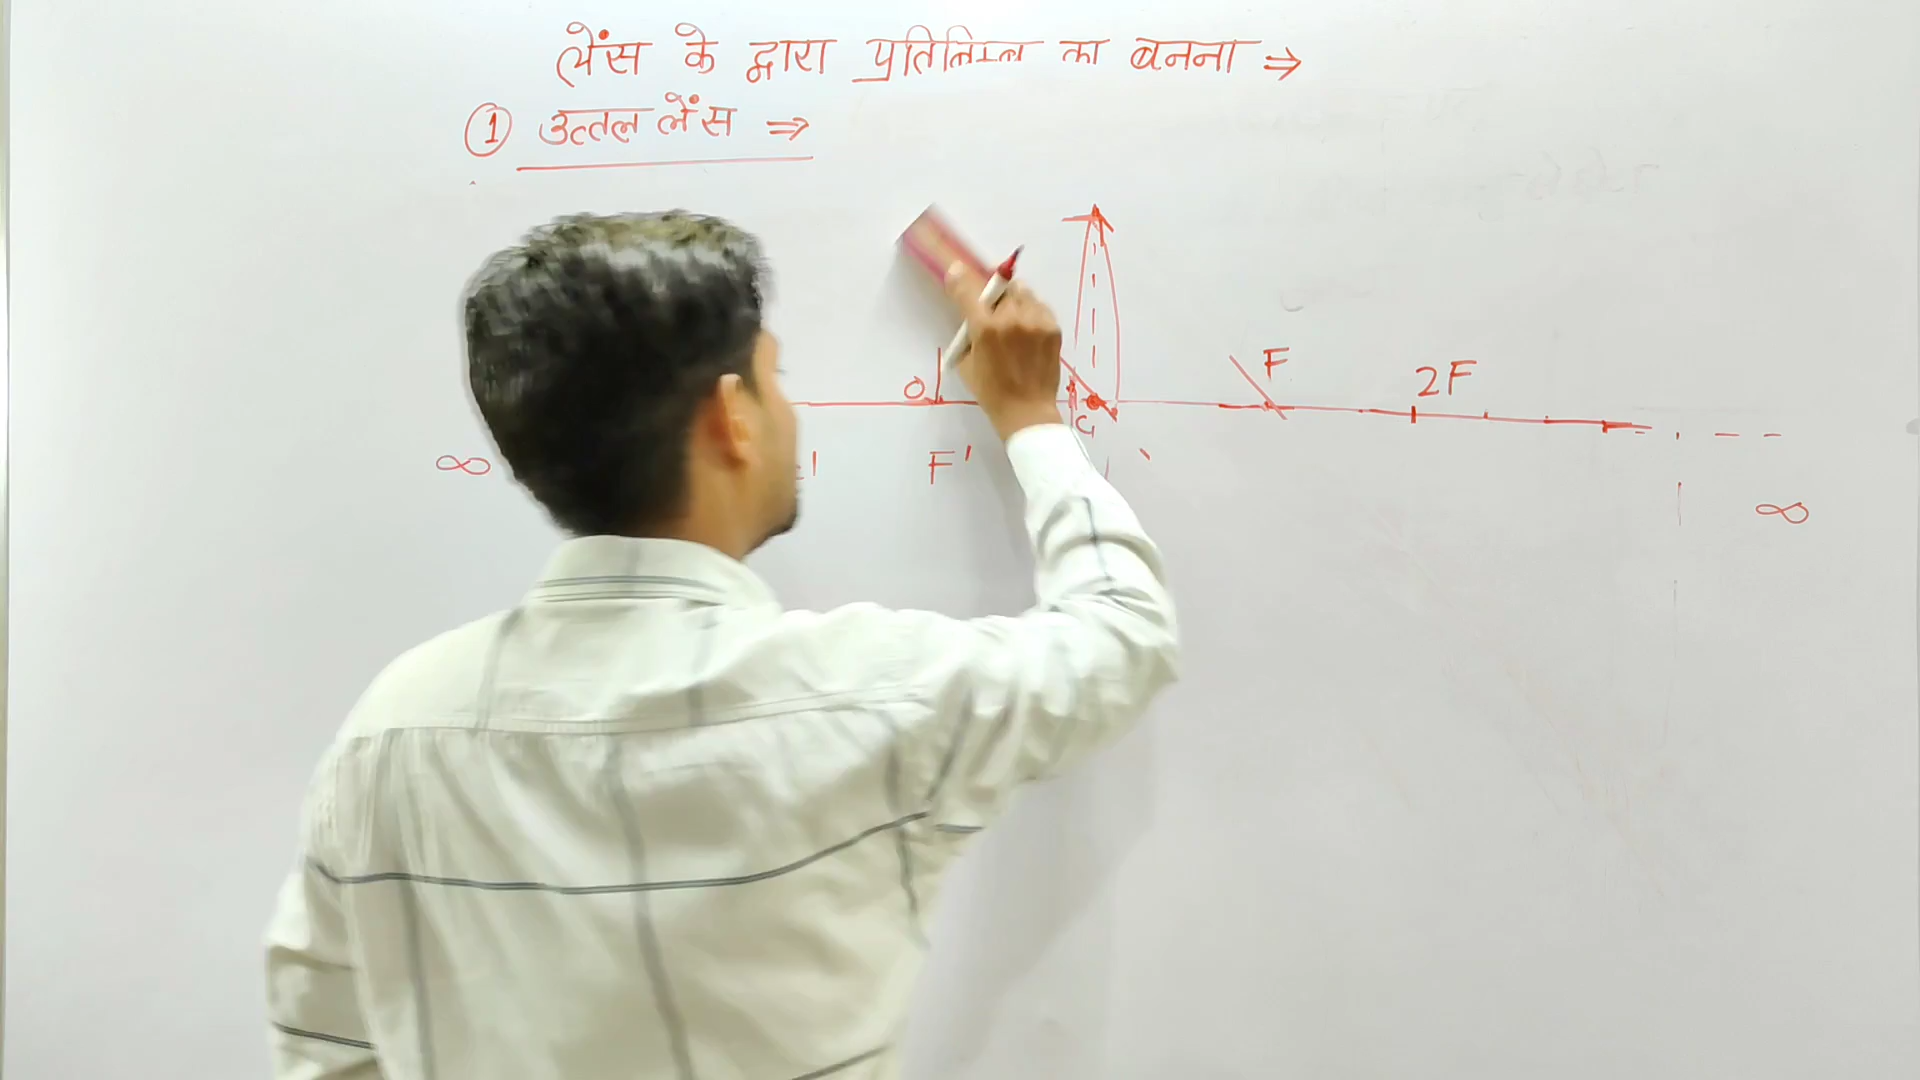 लेंस के द्वारा प्रतिबिम्ब का बनना ⇒
① उत्तल लेंस ⇒
O F 2F
∞ F' ∞